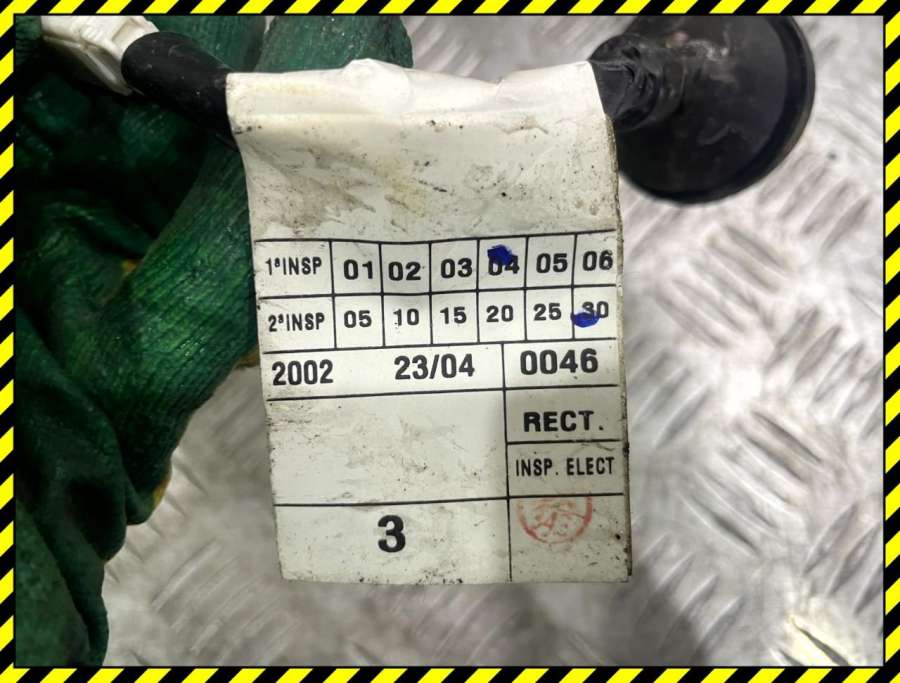 1ªINSP 01 02 03 04 05 06
2ªINSP 05 10 15 20 25 30
2002 23/04 0046
RECT.
INSP. ELECT
3